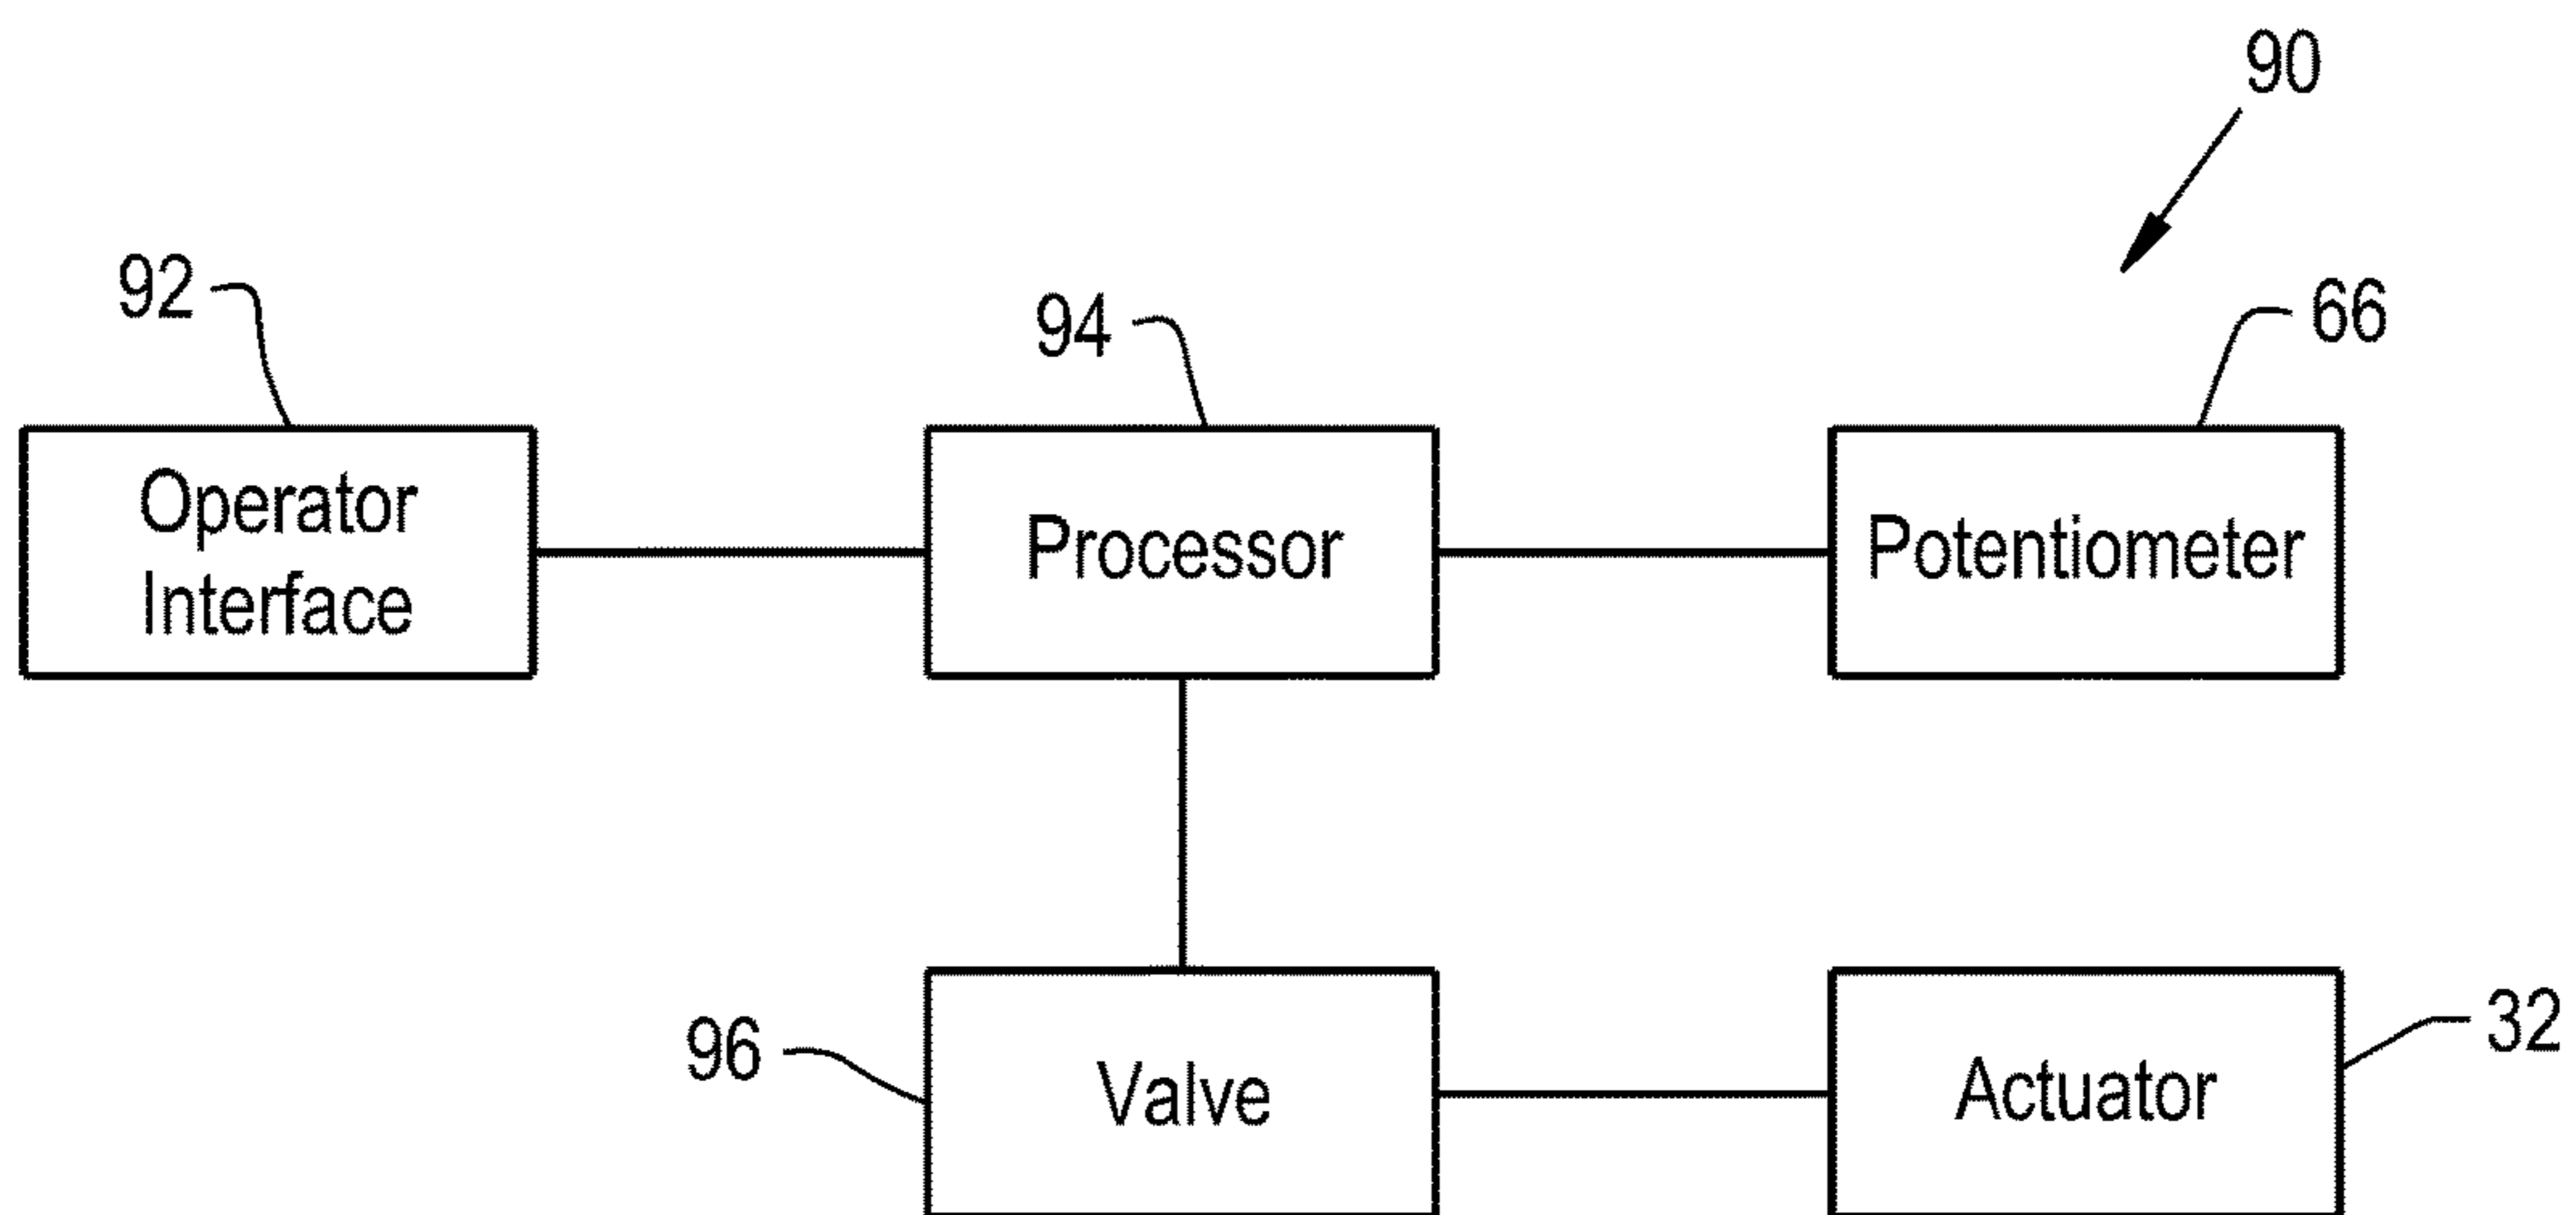 90
92
94
66
Operator
Interface
Processor
Potentiometer
96
Valve
Actuator
32